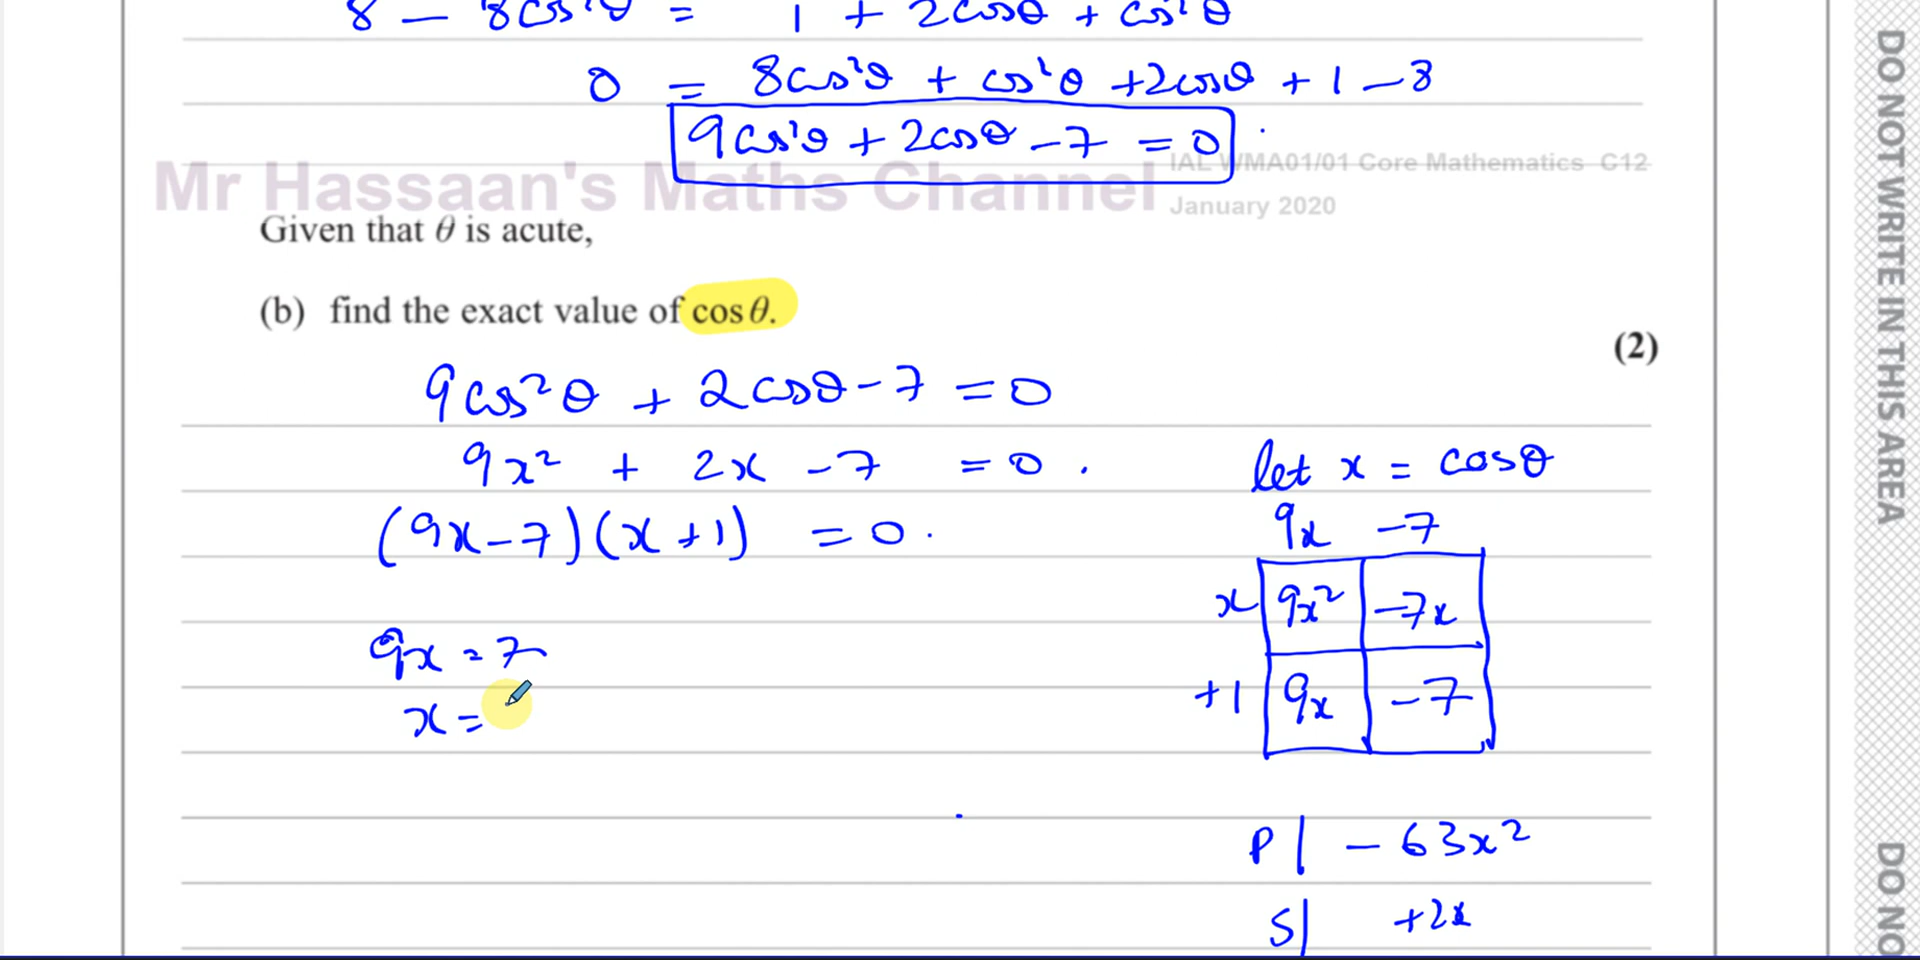 8 - 8cos²θ = 1 + 2cosθ + cos²θ
0 = 8cos²θ + cos²θ + 2cosθ + 1 - 8
9cos²θ + 2cosθ - 7 = 0
Mr Hassaan's Maths Channel
IAL WMA01/01 Core Mathematics C12
January 2020
Given that θ is acute,
(b) find the exact value of cos θ.
(2)
9cos²θ + 2cosθ - 7 = 0
9x² + 2x - 7 = 0 .
let x = cosθ
(9x - 7)(x + 1) = 0 .
9x -7
x 9x² -7x
+1 9x -7
9x = 7
x =
P | - 63x²
S | +2x
DO NOT WRITE IN THIS AREA
DO NO